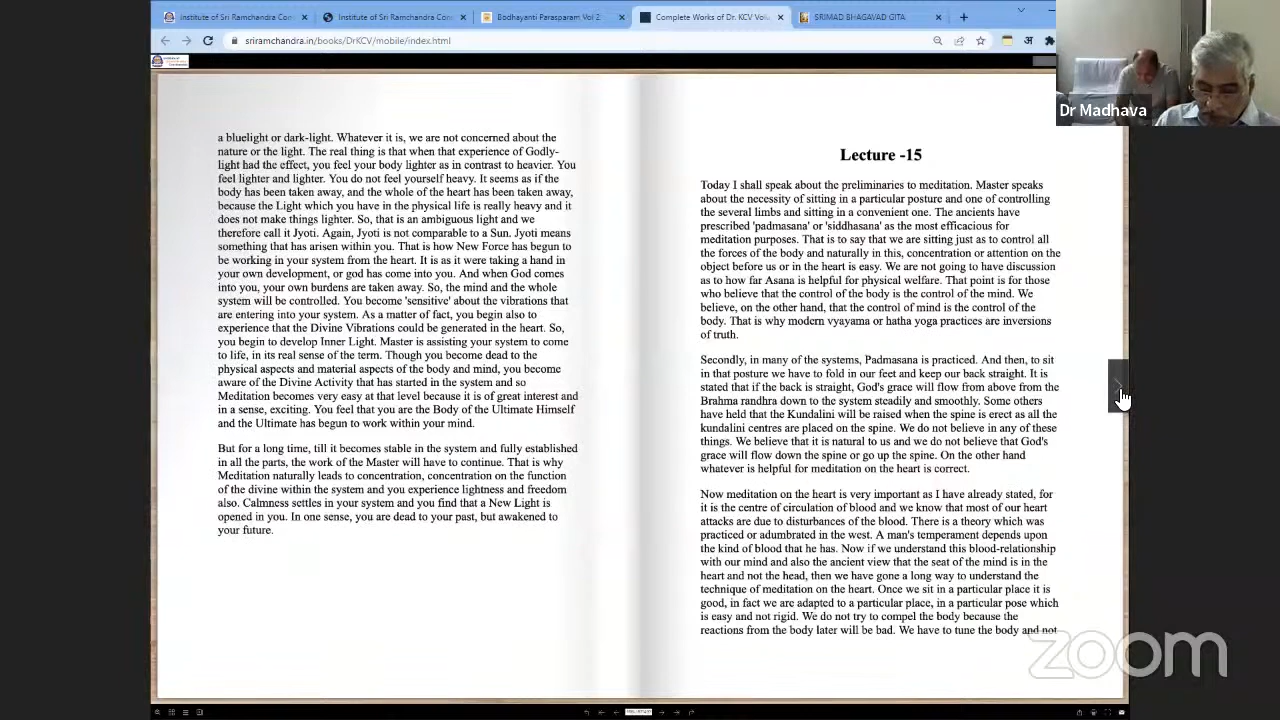 Institute of Sri Ramchandra Con
Institute of Sri Ramchandra Con
Bodhayanti Parasparam Vol 2
Complete Works of Dr. KCV Volu
SRIMAD BHAGAVAD GITA
sriramchandra.in/books/DrKCV/mobile/index.html
Dr Madhava
a bluelight or dark-light. Whatever it is, we are not concerned about the
nature or the light. The real thing is that when that experience of Godly-
light had the effect, you feel your body lighter as in contrast to heavier. You
feel lighter and lighter. You do not feel yourself heavy. It seems as if the
body has been taken away, and the whole of the heart has been taken away,
because the Light which you have in the physical life is really heavy and it
does not make things lighter. So, that is an ambiguous light and we
therefore call it Jyoti. Again, Jyoti is not comparable to a Sun. Jyoti means
something that has arisen within you. That is how New Force has begun to
be working in your system from the heart. It is as it were taking a hand in
your own development, or god has come into you. And when God comes
into you, your own burdens are taken away. So, the mind and the whole
system will be controlled. You become 'sensitive' about the vibrations that
are entering into your system. As a matter of fact, you begin also to
experience that the Divine Vibrations could be generated in the heart. So,
you begin to develop Inner Light. Master is assisting your system to come
to life, in its real sense of the term. Though you become dead to the
physical aspects and material aspects of the body and mind, you become
aware of the Divine Activity that has started in the system and so
Meditation becomes very easy at that level because it is of great interest and
in a sense, exciting. You feel that you are the Body of the Ultimate Himself
and the Ultimate has begun to work within your mind.
But for a long time, till it becomes stable in the system and fully established
in all the parts, the work of the Master will have to continue. That is why
Meditation naturally leads to concentration, concentration on the function
of the divine within the system and you experience lightness and freedom
also. Calmness settles in your system and you find that a New Light is
opened in you. In one sense, you are dead to your past, but awakened to
your future.
Lecture -15
Today I shall speak about the preliminaries to meditation. Master speaks
about the necessity of sitting in a particular posture and one of controlling
the several limbs and sitting in a convenient one. The ancients have
prescribed 'padmasana' or 'siddhasana' as the most efficacious for
meditation purposes. That is to say that we are sitting just as to control all
the forces of the body and naturally in this, concentration or attention on the
object before us or in the heart is easy. We are not going to have discussion
as to how far Asana is helpful for physical welfare. That point is for those
who believe that the control of the body is the control of the mind. We
believe, on the other hand, that the control of mind is the control of the
body. That is why modern vyayama or hatha yoga practices are inversions
of truth.
Secondly, in many of the systems, Padmasana is practiced. And then, to sit
in that posture we have to fold in our feet and keep our back straight. It is
stated that if the back is straight, God's grace will flow from above from the
Brahma randhra down to the system steadily and smoothly. Some others
have held that the Kundalini will be raised when the spine is erect as all the
kundalini centres are placed on the spine. We do not believe in any of these
things. We believe that it is natural to us and we do not believe that God's
grace will flow down the spine or go up the spine. On the other hand
whatever is helpful for meditation on the heart is correct.
Now meditation on the heart is very important as I have already stated, for
it is the centre of circulation of blood and we know that most of our heart
attacks are due to disturbances of the blood. There is a theory which was
practiced or adumbrated in the west. A man's temperament depends upon
the kind of blood that he has. Now if we understand this blood-relationship
with our mind and also the ancient view that the seat of the mind is in the
heart and not the head, then we have gone a long way to understand the
technique of meditation on the heart. Once we sit in a particular place it is
good, in fact we are adapted to a particular place, in a particular pose which
is easy and not rigid. We do not try to compel the body because the
reactions from the body later will be bad. We have to tune the body and not
zoom